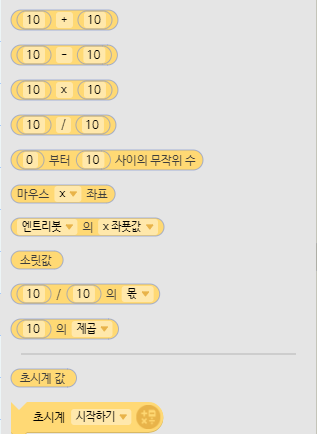 10 + 10
10 - 10
10 x 10
10 / 10
0 부터 10 사이의 무작위 수
마우스 x 좌표
엔트리봇 의 x 좌푯값
소릿값
10 / 10 의 몫
10 의 제곱
초시계 값
초시계 시작하기